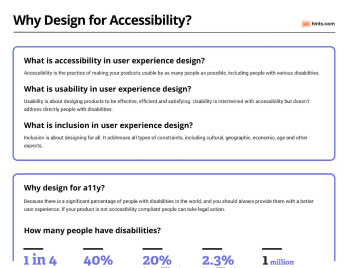 Why Design for Accessibility?
hints.com
What is accessibility in user experience design?
Accessibility is the practice of making your products usable by as many people as possible, including people with various disabilities.
What is usability in user experience design?
Usability is about desiging products to be effective, efficient and satisfying. Usability is intertwined with accessibility but doesn't
address directly people with disabilities.
What is inclusion in user experience design?
Inclusion is about designing for all. It addresses all types of constraints, including cultural, geographic, economic, age and other
aspects.
Why design for a11y?
Because there is a significant percentage of people with disabilities in the world, and you should always provide them with a better
user experience. If your product is not accessibility compliant people can take legal action.
How many people have disabilities?
1 in 4 40% 20% 2.3% 1 million